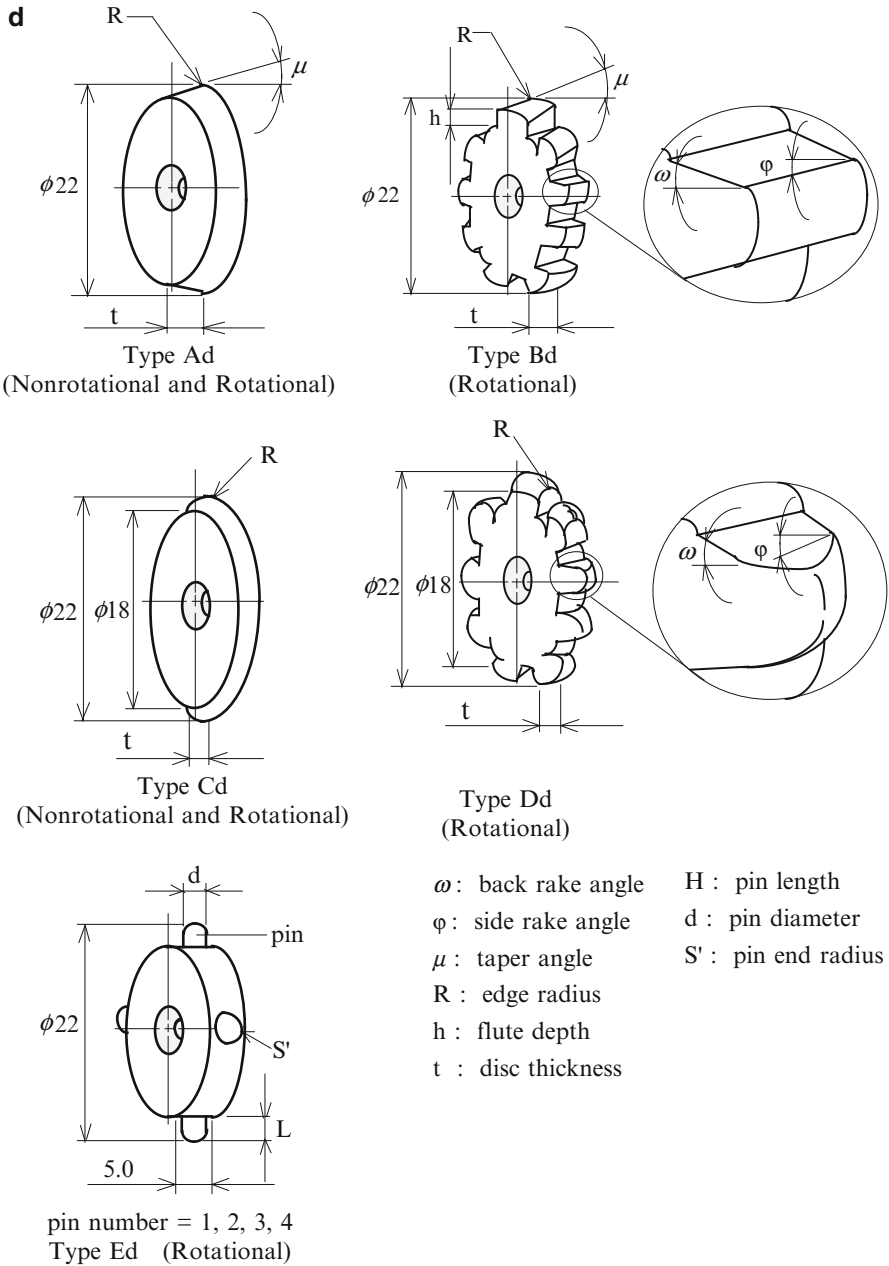 d
R
μ
ϕ22
t
Type Ad
(Nonrotational and Rotational)
R
μ
h
ϕ22
t
Type Bd
(Rotational)
ω
φ
R
ϕ22
ϕ18
t
Type Cd
(Nonrotational and Rotational)
R
ϕ22
ϕ18
t
Type Dd
(Rotational)
ω
φ
d
pin
ϕ22
S'
L
5.0
pin number = 1, 2, 3, 4
Type Ed (Rotational)
ω : back rake angle
φ : side rake angle
μ : taper angle
R : edge radius
h : flute depth
t : disc thickness
H : pin length
d : pin diameter
S' : pin end radius